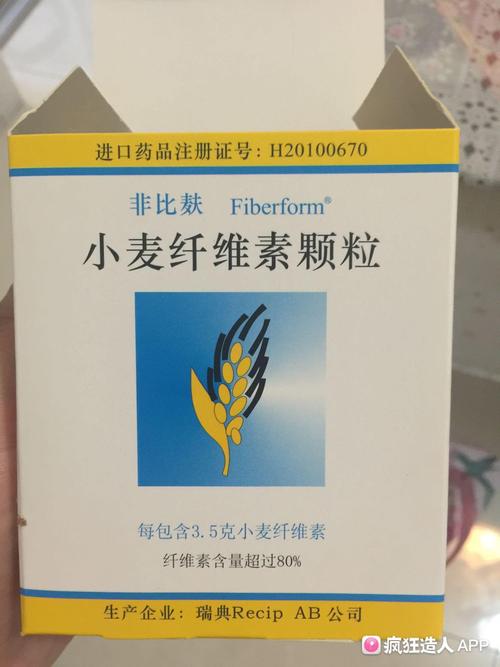 进口药品注册证号: H20100670
非比麸 Fiberform®
小麦纤维素颗粒
每包含3.5克小麦纤维素
纤维素含量超过80%
生产企业: 瑞典Recip AB公司
疯狂造人 APP